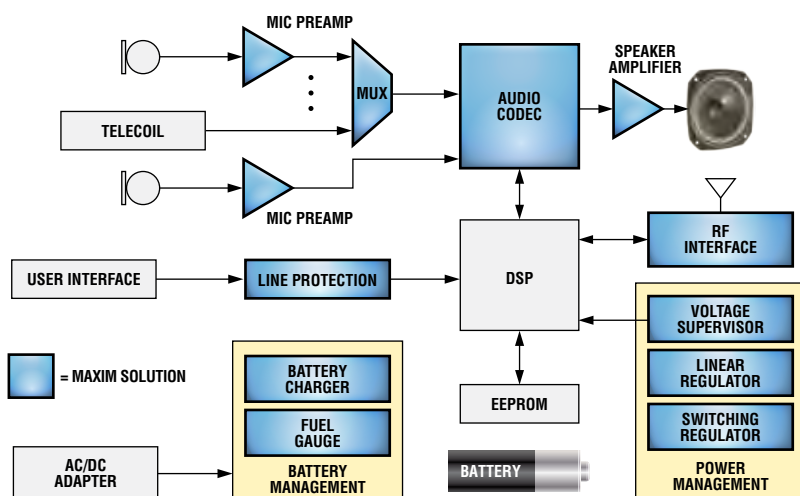 MIC PREAMP
SPEAKER
AMPLIFIER
MUX
AUDIO
CODEC
TELECOIL
MIC PREAMP
RF
INTERFACE
USER INTERFACE
LINE PROTECTION
DSP
VOLTAGE
SUPERVISOR
= MAXIM SOLUTION
BATTERY
CHARGER
LINEAR
REGULATOR
EEPROM
FUEL
GAUGE
SWITCHING
REGULATOR
AC/DC
ADAPTER
BATTERY
MANAGEMENT
BATTERY
POWER
MANAGEMENT